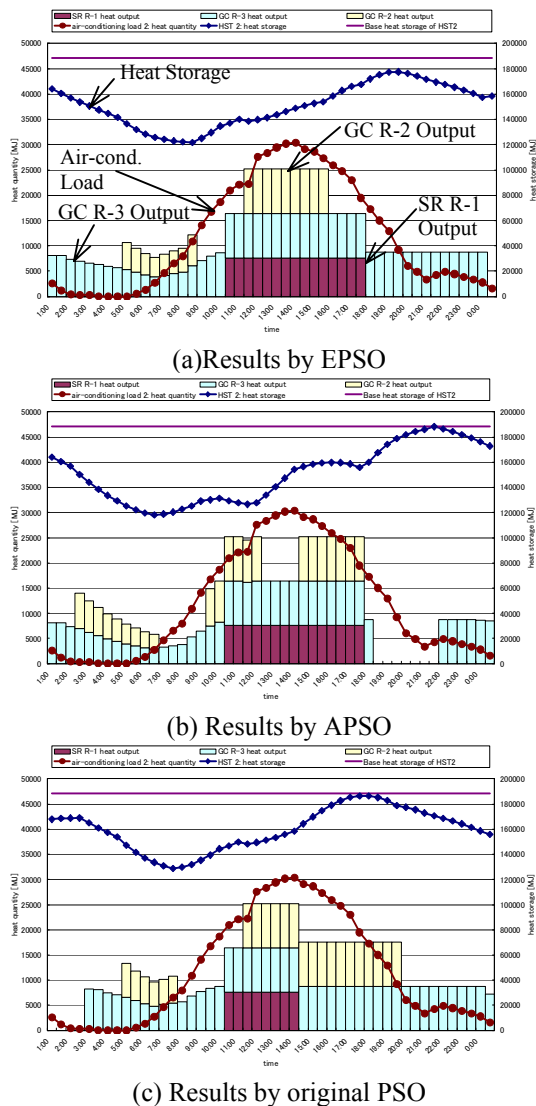 SR R-1 heat output GC R-3 heat output GC R-2 heat output
air-conditioning load 2: heat quantity HST 2: heat storage Base heat storage of HST2
50000 200000
45000 180000
40000 160000
35000 140000
30000 120000
25000 100000
20000 80000
15000 60000
10000 40000
5000 20000
0 0
heat quantity [MJ]
heat storage [MJ]
Heat Storage
GC R-2 Output
Air-cond.
Load
GC R-3 Output
SR R-1
Output
1:00 2:00 3:00 4:00 5:00 6:00 7:00 8:00 9:00 10:00 11:00 12:00 13:00 14:00 15:00 16:00 17:00 18:00 19:00 20:00 21:00 22:00 23:00 0:00
time
(a)Results by EPSO
SR R-1 heat output GC R-3 heat output GC R-2 heat output
air-conditioning load 2: heat quantity HST 2: heat storage Base heat storage of HST2
50000 200000
45000 180000
40000 160000
35000 140000
30000 120000
25000 100000
20000 80000
15000 60000
10000 40000
5000 20000
0 0
heat quantity [MJ]
heat storage [MJ]
1:00 2:00 3:00 4:00 5:00 6:00 7:00 8:00 9:00 10:00 11:00 12:00 13:00 14:00 15:00 16:00 17:00 18:00 19:00 20:00 21:00 22:00 23:00 0:00
time
(b) Results by APSO
SR R-1 heat output GC R-3 heat output GC R-2 heat output
air-conditioning load 2: heat quantity HST 2: heat storage Base heat storage of HST2
50000 200000
45000 180000
40000 160000
35000 140000
30000 120000
25000 100000
20000 80000
15000 60000
10000 40000
5000 20000
0 0
heat quantity [MJ]
heat storage [MJ]
1:00 2:00 3:00 4:00 5:00 6:00 7:00 8:00 9:00 10:00 11:00 12:00 13:00 14:00 15:00 16:00 17:00 18:00 19:00 20:00 21:00 22:00 23:00 0:00
time
(c) Results by original PSO